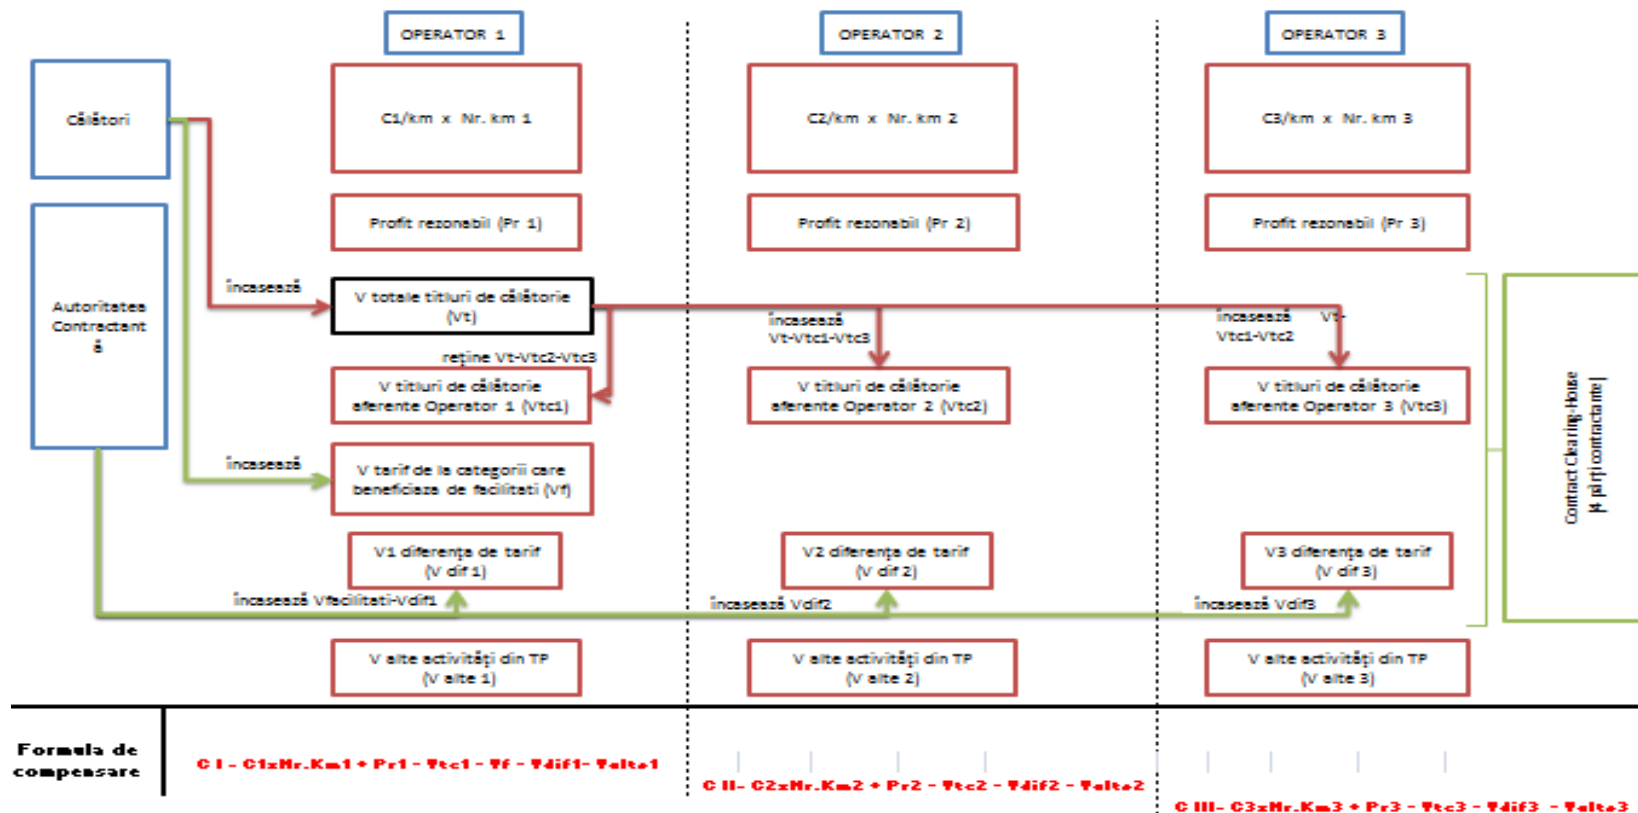 OPERATOR 1
OPERATOR 2
OPERATOR 3
Călători
C1/km x Nr. km 1
C2/km x Nr. km 2
C3/km x Nr. km 3
Profit rezonabil (Pr 1)
Profit rezonabil (Pr 2)
Profit rezonabil (Pr 3)
Autoritatea
Contractant
ă
încasează
V totale titluri de călătorie
(Vt)
încasează
Vt-Vtc1-Vtc3
încasează Vt-
Vtc1-Vtc2
reține Vt-Vtc2-Vtc3
V titluri de călătorie
aferente Operator 1 (Vtc1)
V titluri de călătorie
aferente Operator 2 (Vtc2)
V titluri de călătorie
aferente Operator 3 (Vtc3)
Contract Clearing-House
|4 părți contractante|
încasează
V tarif de la categorii care
beneficiaza de facilitati (Vf)
V1 diferența de tarif
(V dif 1)
V2 diferența de tarif
(V dif 2)
V3 diferența de tarif
(V dif 3)
încasează Vfacilitati-Vdif1
încasează Vdif2
încasează Vdif3
V alte activități din TP
(V alte 1)
V alte activități din TP
(V alte 2)
V alte activități din TP
(V alte 3)
Formula de
compensare
C I - C1xNr.Km1 + Pr1 - Vtc1 - Vf - Vdif1- Valte1
C II- C2xNr.Km2 + Pr2 - Vtc2 - Vdif2 - Valte2
C III- C3xNr.Km3 + Pr3 - Vtc3 - Vdif3 - Valte3